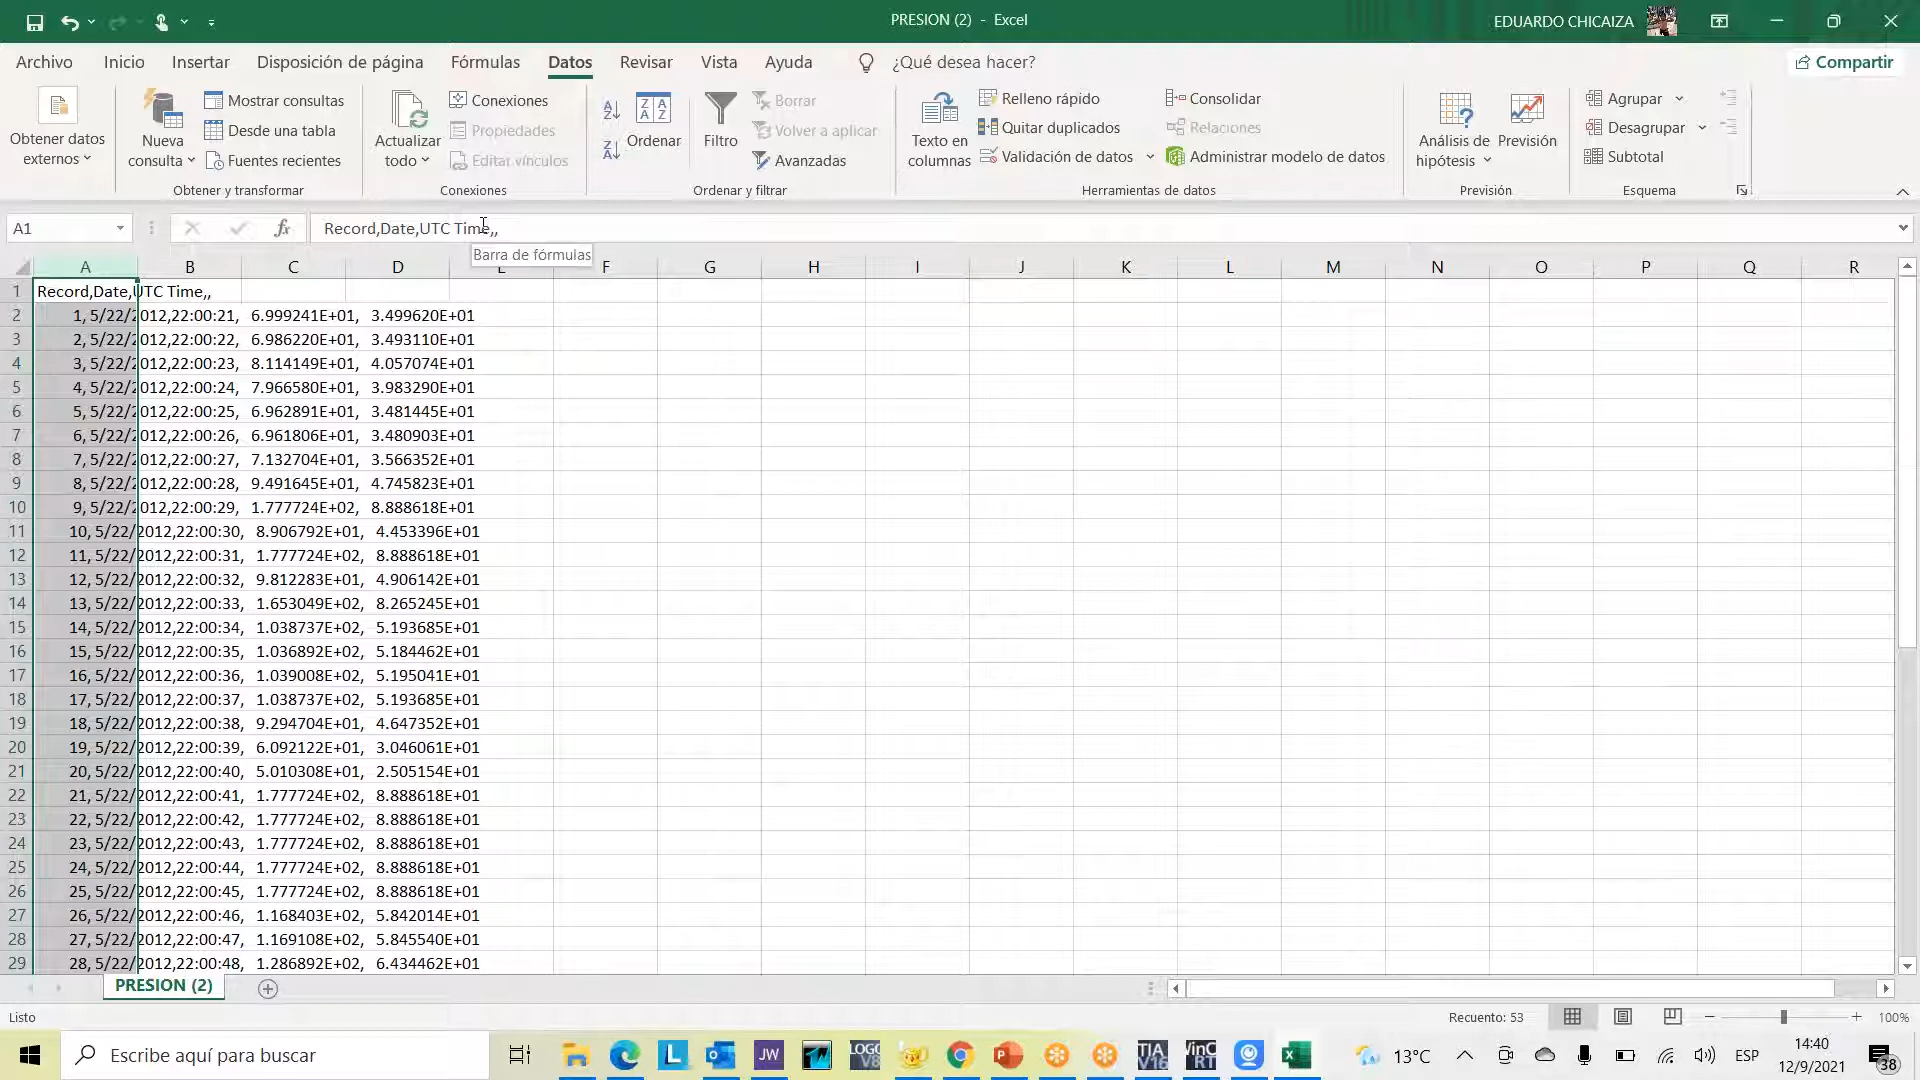 PRESION (2) - Excel
EDUARDO CHICAIZA
Archivo Inicio Insertar Disposición de página Fórmulas Datos Revisar Vista Ayuda ¿Qué desea hacer? Compartir
Obtener datos externos
Nueva consulta
Mostrar consultas
Desde una tabla
Fuentes recientes
Obtener y transformar
Actualizar todo
Conexiones
Propiedades
Editar vínculos
Conexiones
Ordenar
Filtro
Borrar
Volver a aplicar
Avanzadas
Ordenar y filtrar
Texto en columnas
Relleno rápido
Quitar duplicados
Validación de datos
Consolidar
Relaciones
Administrar modelo de datos
Herramientas de datos
Análisis de hipótesis
Previsión
Previsión
Agrupar
Desagrupar
Subtotal
Esquema
A1 fx Record,Date,UTC Time,,
Barra de fórmulas
A B C D E F G H I J K L M N O P Q R
1 Record,Date,UTC Time,,
2 1, 5/22/2012,22:00:21, 6.999241E+01, 3.499620E+01
3 2, 5/22/2012,22:00:22, 6.986220E+01, 3.493110E+01
4 3, 5/22/2012,22:00:23, 8.114149E+01, 4.057074E+01
5 4, 5/22/2012,22:00:24, 7.966580E+01, 3.983290E+01
6 5, 5/22/2012,22:00:25, 6.962891E+01, 3.481445E+01
7 6, 5/22/2012,22:00:26, 6.961806E+01, 3.480903E+01
8 7, 5/22/2012,22:00:27, 7.132704E+01, 3.566352E+01
9 8, 5/22/2012,22:00:28, 9.491645E+01, 4.745823E+01
10 9, 5/22/2012,22:00:29, 1.777724E+02, 8.888618E+01
11 10, 5/22/2012,22:00:30, 8.906792E+01, 4.453396E+01
12 11, 5/22/2012,22:00:31, 1.777724E+02, 8.888618E+01
13 12, 5/22/2012,22:00:32, 9.812283E+01, 4.906142E+01
14 13, 5/22/2012,22:00:33, 1.653049E+02, 8.265245E+01
15 14, 5/22/2012,22:00:34, 1.038737E+02, 5.193685E+01
16 15, 5/22/2012,22:00:35, 1.036892E+02, 5.184462E+01
17 16, 5/22/2012,22:00:36, 1.039008E+02, 5.195041E+01
18 17, 5/22/2012,22:00:37, 1.038737E+02, 5.193685E+01
19 18, 5/22/2012,22:00:38, 9.294704E+01, 4.647352E+01
20 19, 5/22/2012,22:00:39, 6.092122E+01, 3.046061E+01
21 20, 5/22/2012,22:00:40, 5.010308E+01, 2.505154E+01
22 21, 5/22/2012,22:00:41, 1.777724E+02, 8.888618E+01
23 22, 5/22/2012,22:00:42, 1.777724E+02, 8.888618E+01
24 23, 5/22/2012,22:00:43, 1.777724E+02, 8.888618E+01
25 24, 5/22/2012,22:00:44, 1.777724E+02, 8.888618E+01
26 25, 5/22/2012,22:00:45, 1.777724E+02, 8.888618E+01
27 26, 5/22/2012,22:00:46, 1.168403E+02, 5.842014E+01
28 27, 5/22/2012,22:00:47, 1.169108E+02, 5.845540E+01
29 28, 5/22/2012,22:00:48, 1.286892E+02, 6.434462E+01
PRESION (2)
Listo Recuento: 53 100%
Escribe aquí para buscar
L JW LOGO V8 TIA V16 WinC RT
13°C ESP 14:40
12/9/2021
38